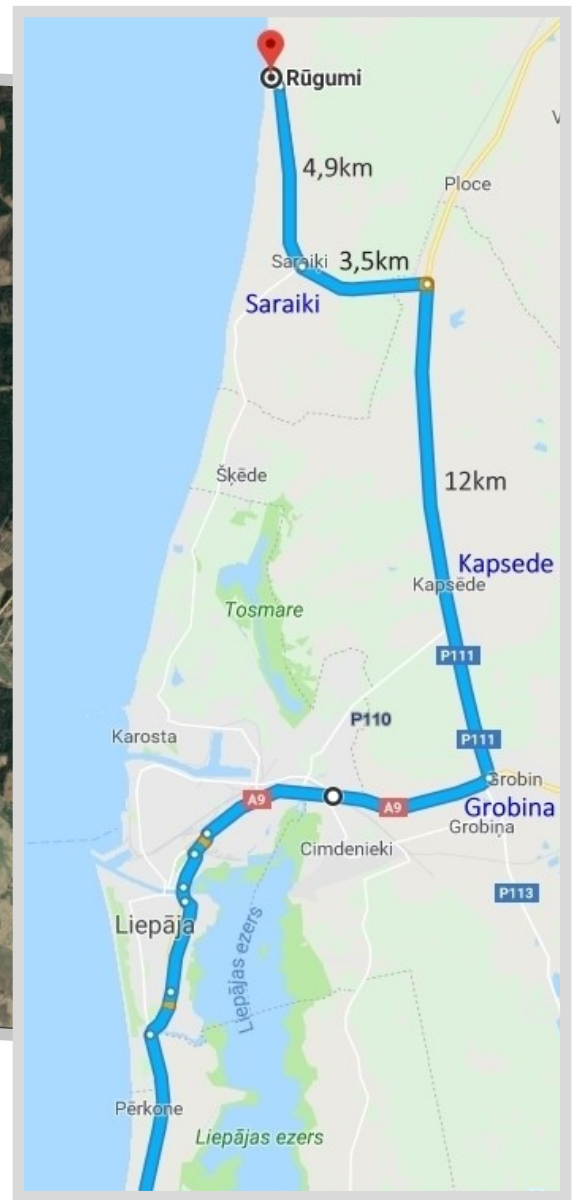 Rūgumi
4,9km
Ploce
Saraiķi
3,5km
Saraiki
Šķēde
12km
Kapsede
Kapsēde
Tosmare
P111
P110
Karosta
P111
Grobin
A9
A9
Grobina
Grobiņa
Cimdenieki
P113
Liepāja
Liepājas ezers
Pērkone
Liepājas ezers